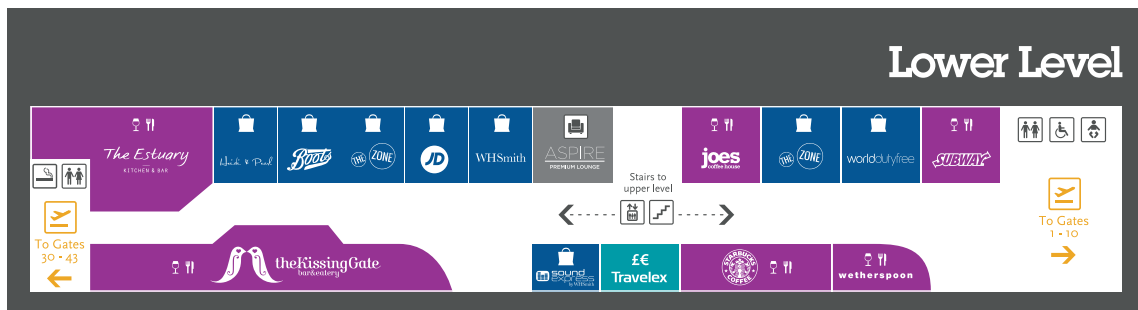 Lower Level
The Estuary
KITCHEN & BAR
Heidi & Paul
Boots
THE ZONE
JD
WHSmith
ASPIRE
PREMIUM LOUNGE
joes
coffee house
THE ZONE
worlddutyfree
SUBWAY
Stairs to
upper level
To Gates
30 - 43
To Gates
1 - 10
theKissingGate
bar&eatery
sound
express
by WHSmith
£€
Travelex
STARBUCKS
COFFEE
wetherspoon